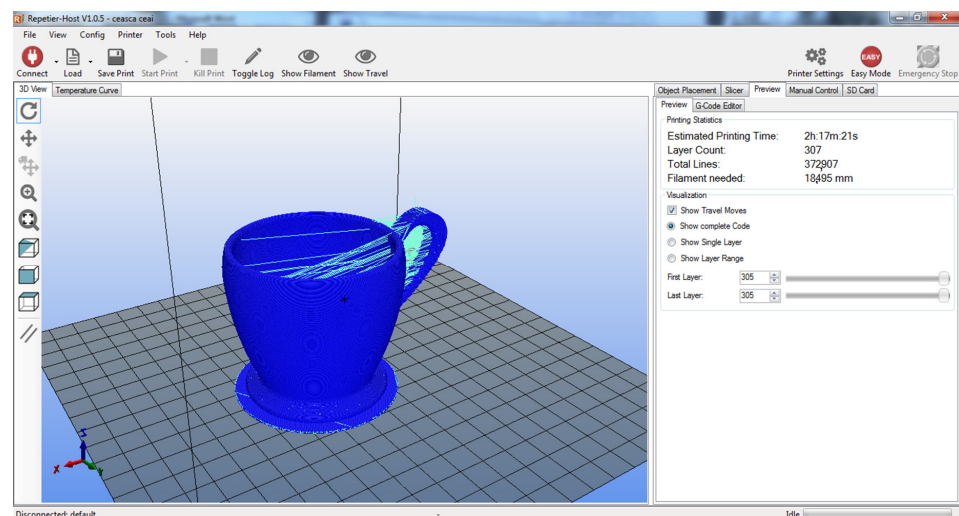 Repetier-Host V1.0.5 - ceasca ceai
File View Config Printer Tools Help
Connect Load Save Print Start Print Kill Print Toggle Log Show Filament Show Travel Printer Settings EASY Easy Mode Emergency Stop
3D View Temperature Curve
Object Placement Slicer Preview Manual Control SD Card
Preview G-Code Editor
Printing Statistics
Estimated Printing Time: 2h:17m:21s
Layer Count: 307
Total Lines: 372907
Filament needed: 18495 mm
Visualization
Show Travel Moves
Show complete Code
Show Single Layer
Show Layer Range
First Layer: 305
Last Layer: 305
Z
X
Y
Disconnected: default - Idle